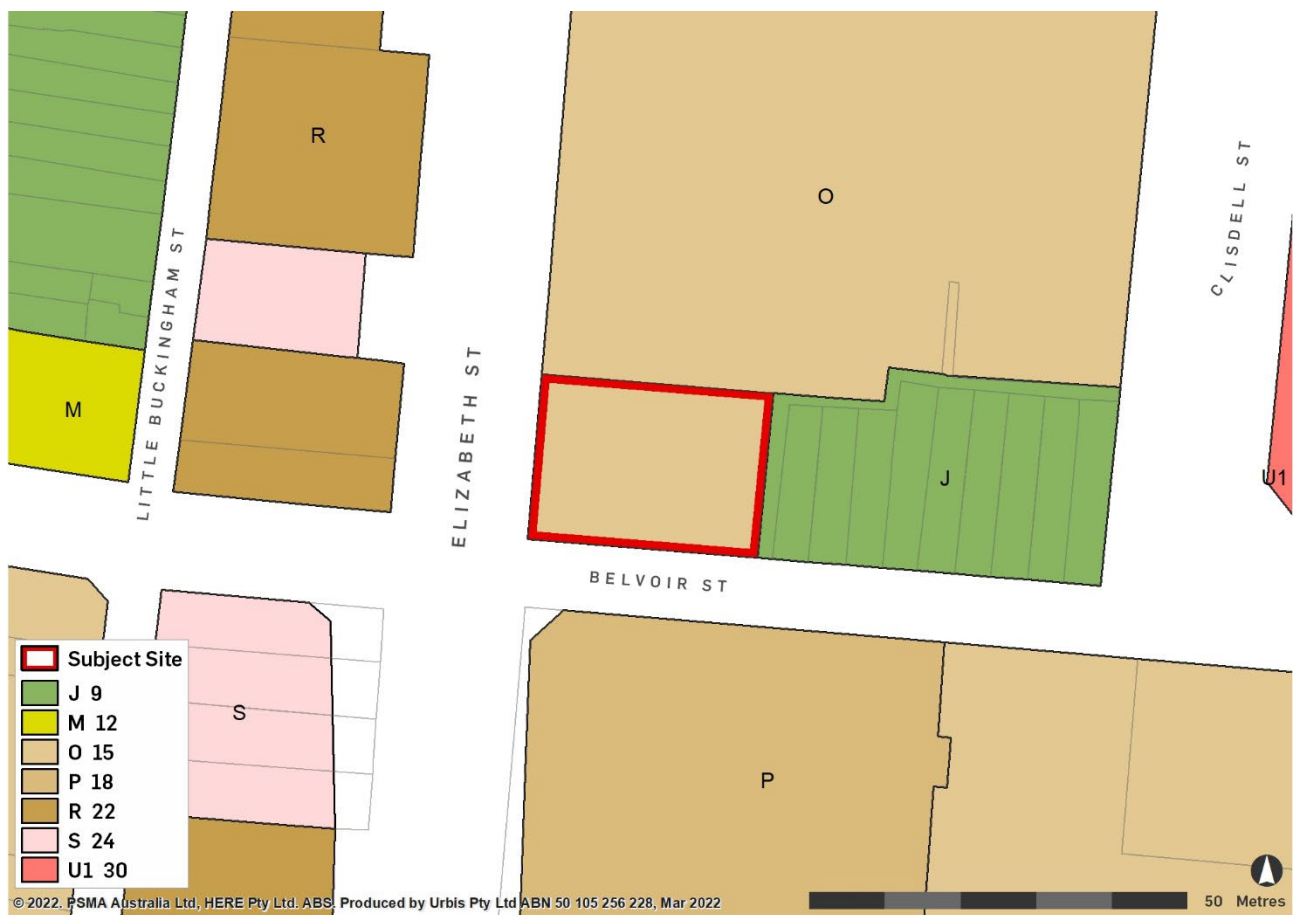 R
O
CLISDELL ST
LITTLE BUCKINGHAM ST
M
ELIZABETH ST
J
U1
BELVOIR ST
S
P
Subject Site
J 9
M 12
O 15
P 18
R 22
S 24
U1 30
© 2022. PSMA Australia Ltd, HERE Pty Ltd. ABS. Produced by Urbis Pty Ltd ABN 50 105 256 228, Mar 2022
50 Metres